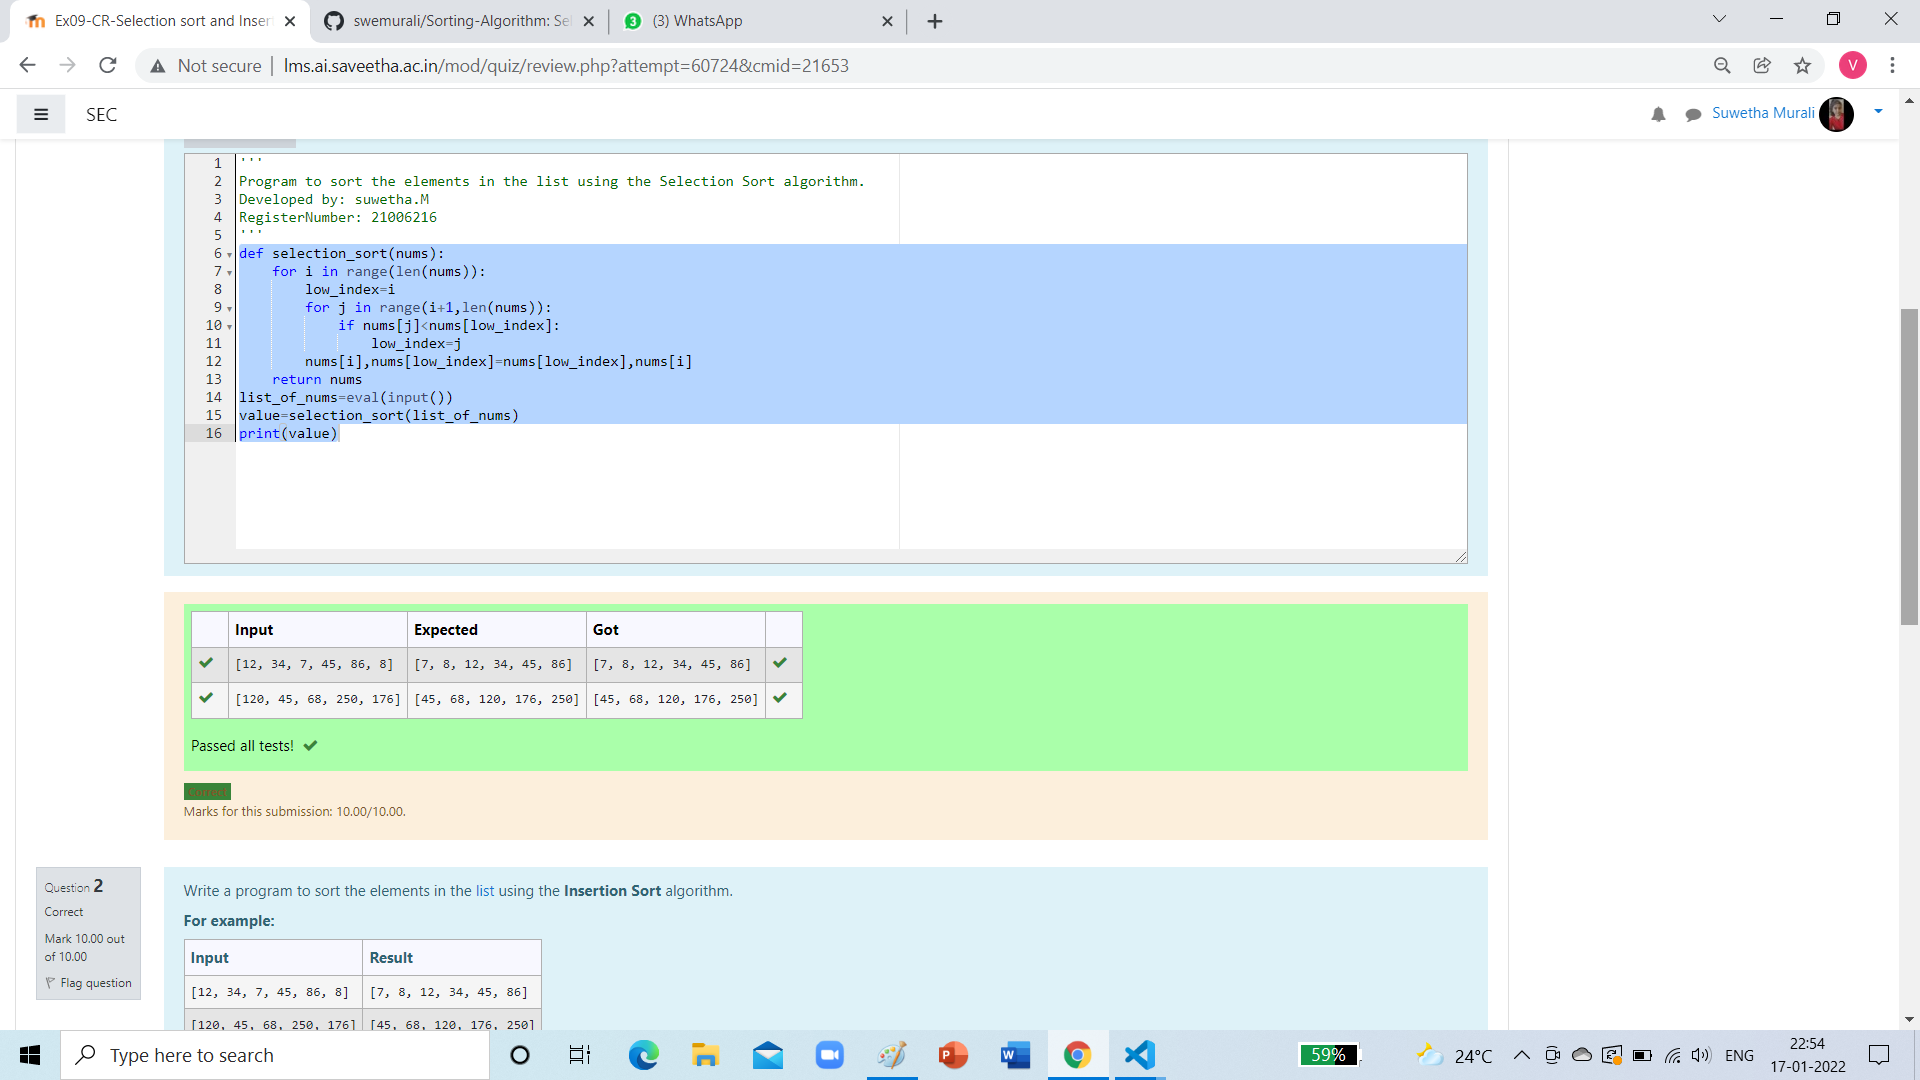 Ex09-CR-Selection sort and Inser
swemurali/Sorting-Algorithm: Se
3 (3) WhatsApp
Not secure | lms.ai.saveetha.ac.in/mod/quiz/review.php?attempt=60724&cmid=21653
V
SEC
Suwetha Murali
1 '''
2 Program to sort the elements in the list using the Selection Sort algorithm.
3 Developed by: suwetha.M
4 RegisterNumber: 21006216
5 '''
6 def selection_sort(nums):
7     for i in range(len(nums)):
8         low_index=i
9         for j in range(i+1,len(nums)):
10             if nums[j]<nums[low_index]:
11                 low_index=j
12         nums[i],nums[low_index]=nums[low_index],nums[i]
13     return nums
14 list_of_nums=eval(input())
15 value=selection_sort(list_of_nums)
16 print(value)
Input Expected Got
[12, 34, 7, 45, 86, 8] [7, 8, 12, 34, 45, 86] [7, 8, 12, 34, 45, 86]
[120, 45, 68, 250, 176] [45, 68, 120, 176, 250] [45, 68, 120, 176, 250]
Passed all tests!
Correct
Marks for this submission: 10.00/10.00.
Question 2
Correct
Mark 10.00 out
of 10.00
Flag question
Write a program to sort the elements in the list using the Insertion Sort algorithm.
For example:
Input Result
[12, 34, 7, 45, 86, 8] [7, 8, 12, 34, 45, 86]
[120, 45, 68, 250, 176] [45, 68, 120, 176, 250]
Type here to search
59%
24°C
ENG
22:54
17-01-2022